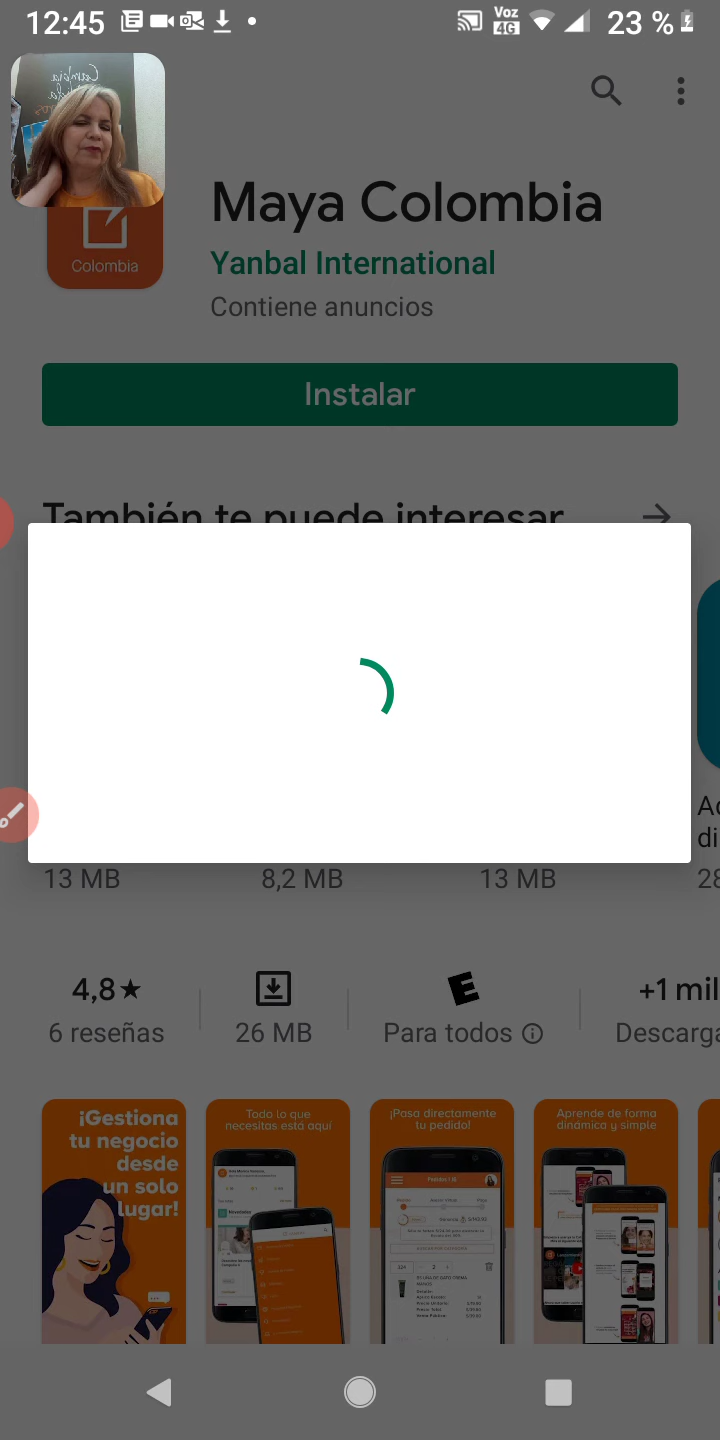 12:45
Voz
4G
23 %
Maya Colombia
Colombia
Yanbal International
Contiene anuncios
Instalar
También te puede interesar
13 MB
8,2 MB
13 MB
28
4,8★
6 reseñas
26 MB
Para todos
+1 mil
Descarga
¡Gestiona
tu negocio
desde
un solo
lugar!
Todo lo que
necesitas está aquí
¡Pasa directamente
tu pedido!
Aprende de forma
dinámica y simple